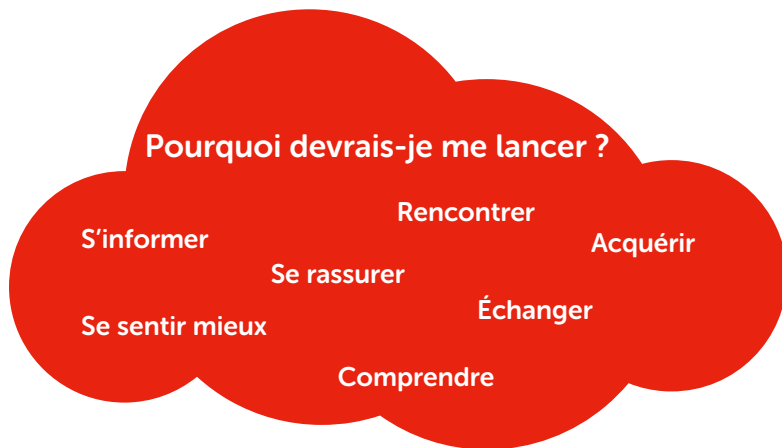 Pourquoi devrais-je me lancer ?
Rencontrer
S’informer
Acquérir
Se rassurer
Échanger
Se sentir mieux
Comprendre